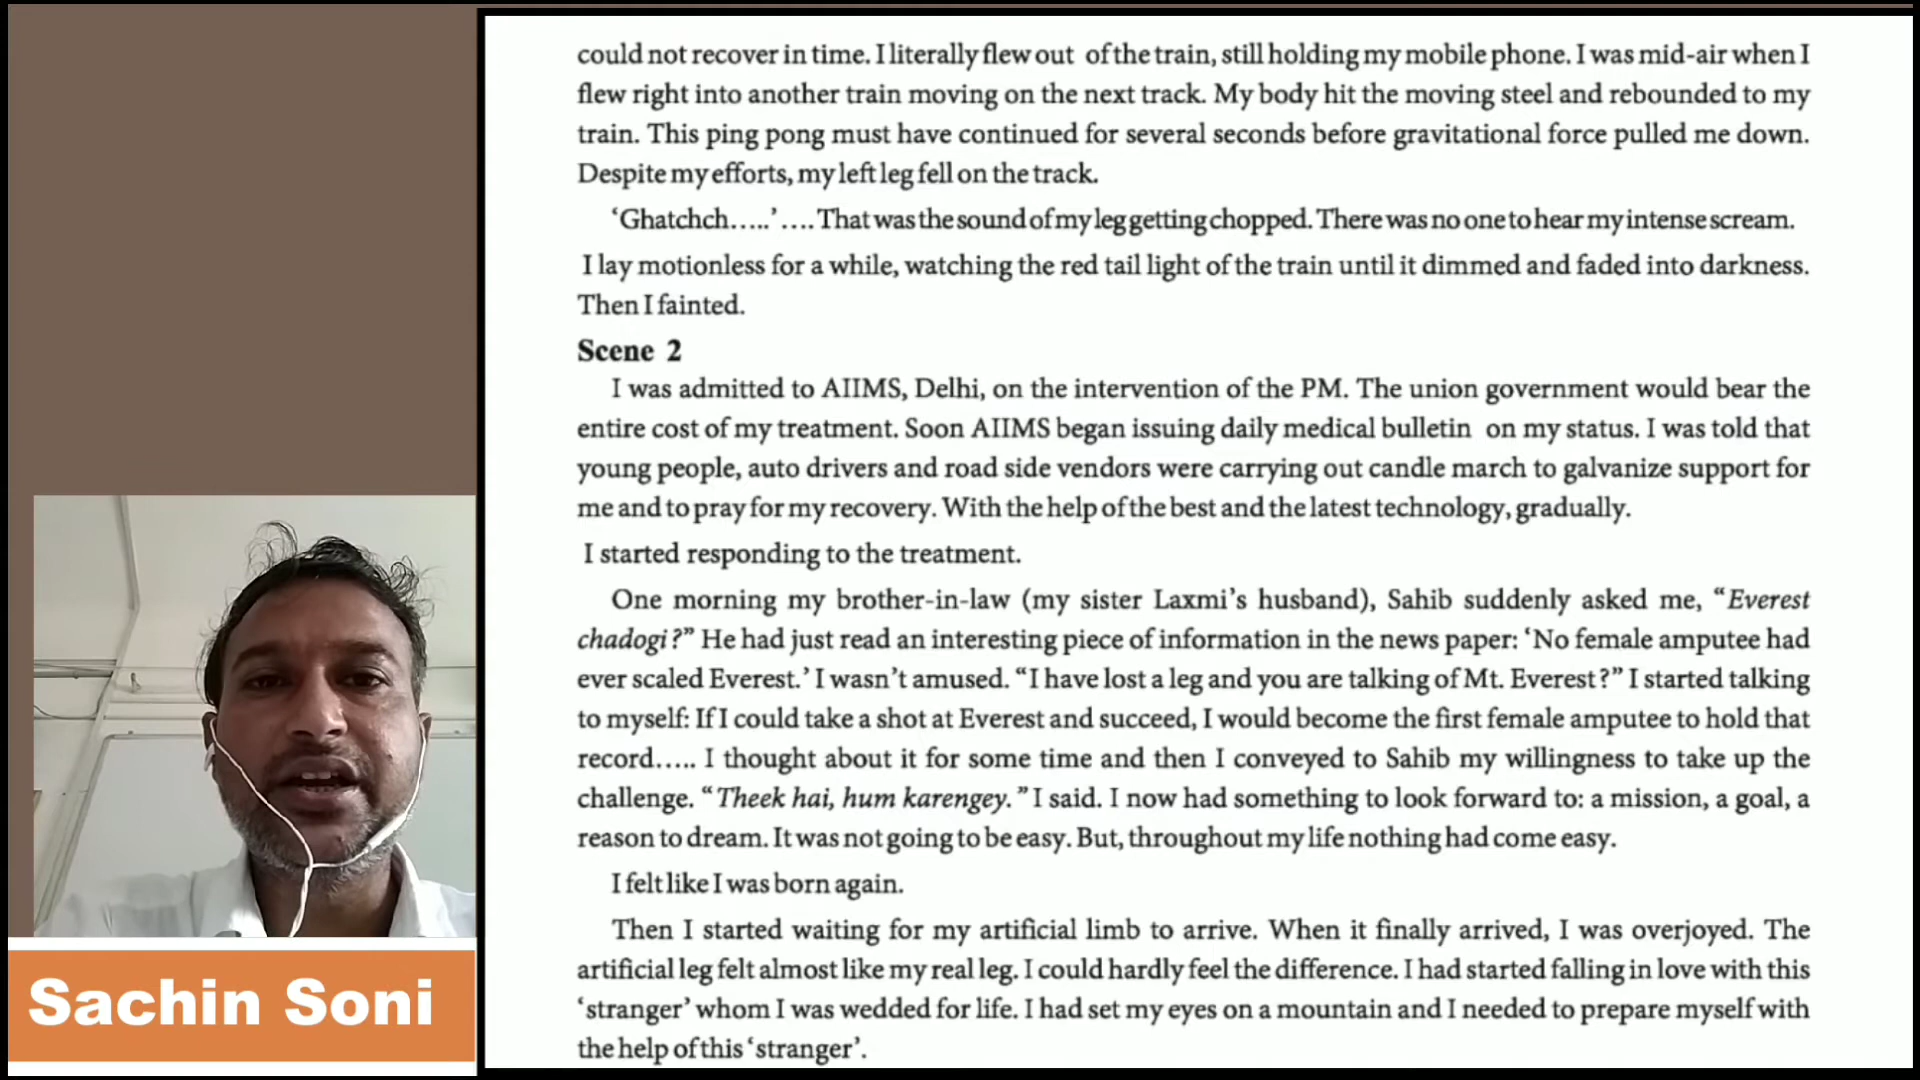 could not recover in time. I literally flew out of the train, still holding my mobile phone. I was mid-air when I
flew right into another train moving on the next track. My body hit the moving steel and rebounded to my
train. This ping pong must have continued for several seconds before gravitational force pulled me down.
Despite my efforts, my left leg fell on the track.
‘Ghatchch…..’…. That was the sound of my leg getting chopped. There was no one to hear my intense scream.
I lay motionless for a while, watching the red tail light of the train until it dimmed and faded into darkness.
Then I fainted.
Scene 2
I was admitted to AIIMS, Delhi, on the intervention of the PM. The union government would bear the
entire cost of my treatment. Soon AIIMS began issuing daily medical bulletin on my status. I was told that
young people, auto drivers and road side vendors were carrying out candle march to galvanize support for
me and to pray for my recovery. With the help of the best and the latest technology, gradually.
I started responding to the treatment.
One morning my brother-in-law (my sister Laxmi’s husband), Sahib suddenly asked me, “Everest
chadogi?” He had just read an interesting piece of information in the news paper: ‘No female amputee had
ever scaled Everest.’ I wasn’t amused. “I have lost a leg and you are talking of Mt. Everest?” I started talking
to myself: If I could take a shot at Everest and succeed, I would become the first female amputee to hold that
record….. I thought about it for some time and then I conveyed to Sahib my willingness to take up the
challenge. “Theek hai, hum karengey.” I said. I now had something to look forward to: a mission, a goal, a
reason to dream. It was not going to be easy. But, throughout my life nothing had come easy.
I felt like I was born again.
Then I started waiting for my artificial limb to arrive. When it finally arrived, I was overjoyed. The
artificial leg felt almost like my real leg. I could hardly feel the difference. I had started falling in love with this
‘stranger’ whom I was wedded for life. I had set my eyes on a mountain and I needed to prepare myself with
the help of this ‘stranger’.
Sachin Soni